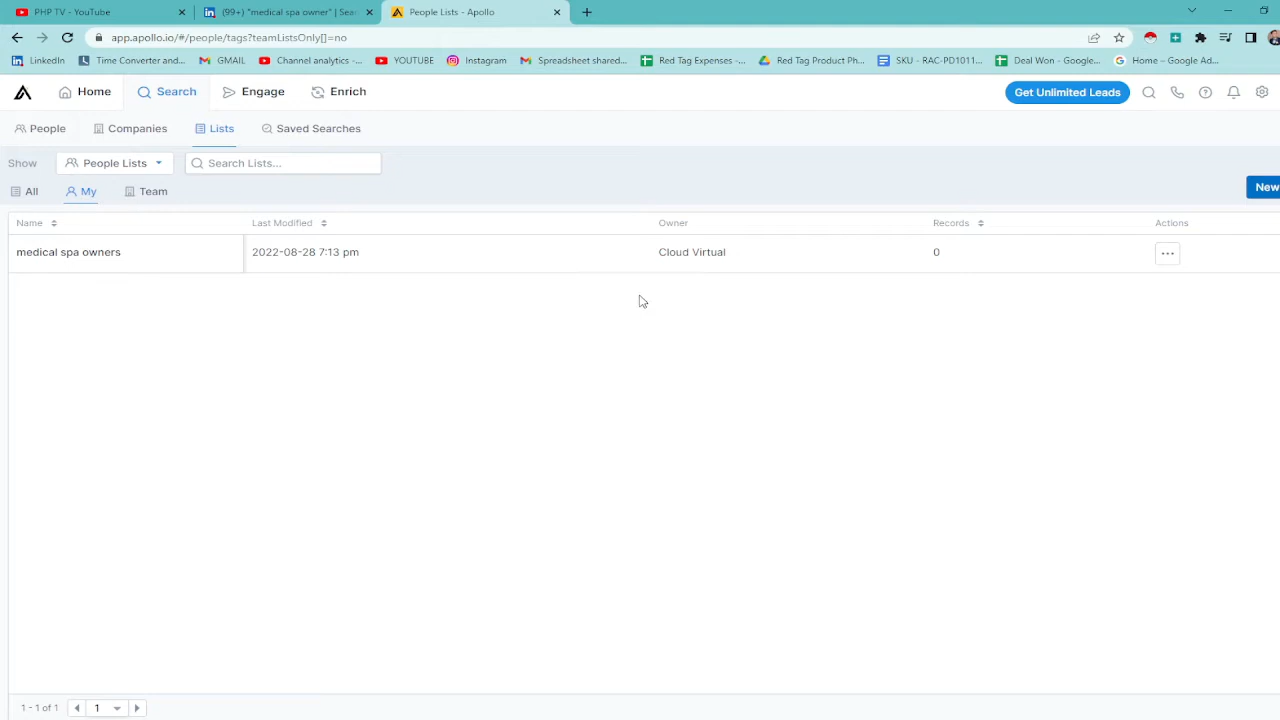 PHP TV - YouTube
(99+) "medical spa owner" | Sear
People Lists - Apollo
app.apollo.io/#/people/tags?teamListsOnly[]=no
LinkedIn
Time Converter and...
GMAIL
Channel analytics -...
YOUTUBE
Instagram
Spreadsheet shared...
Red Tag Expenses -...
Red Tag Product Ph...
SKU - RAC-PD1011...
Deal Won - Google...
Home – Google Ad...
Home
Search
Engage
Enrich
Get Unlimited Leads
People
Companies
Lists
Saved Searches
Show
People Lists
Search Lists...
All
My
Team
New
Name
Last Modified
Owner
Records
Actions
medical spa owners
2022-08-28 7:13 pm
Cloud Virtual
0
1 - 1 of 1
1